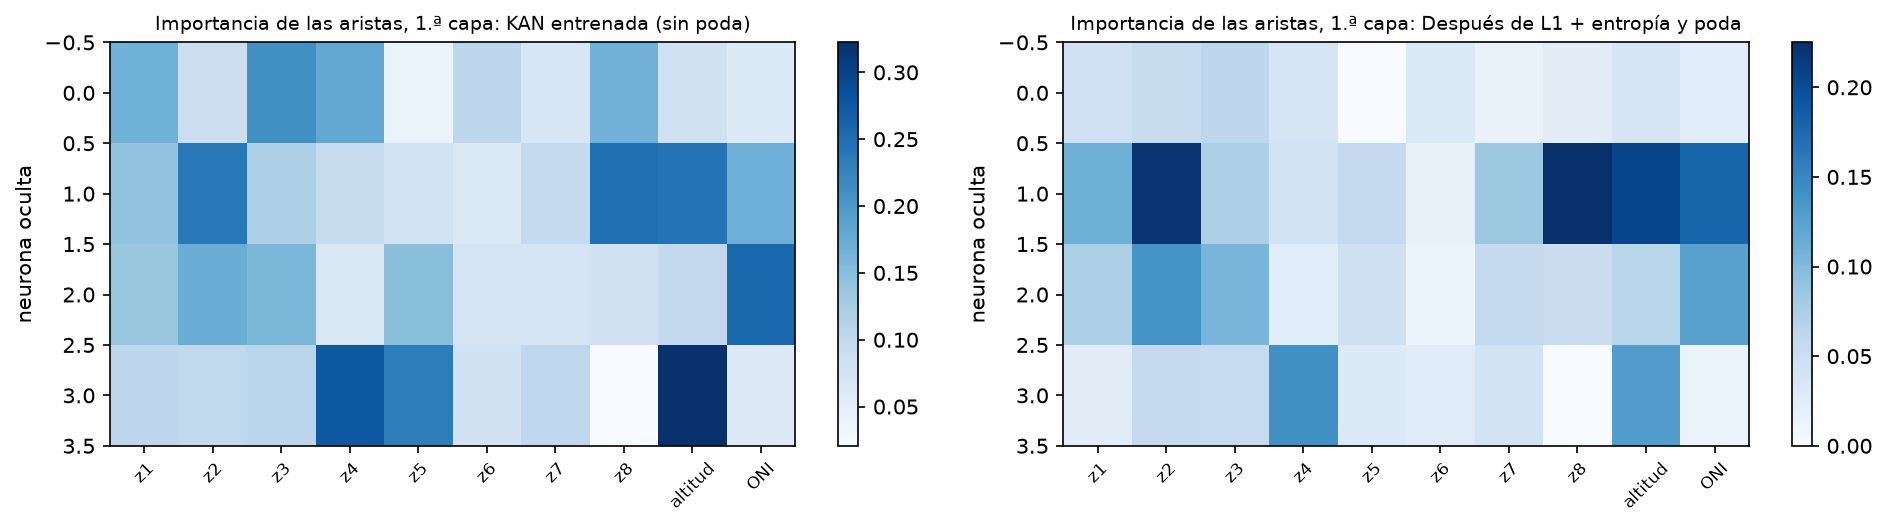 Importancia de las aristas, 1.ª capa: KAN entrenada (sin poda)
neurona oculta
−0.5
0.0
0.5
1.0
1.5
2.0
2.5
3.0
3.5
z1
z2
z3
z4
z5
z6
z7
z8
altitud
ONI
0.30
0.25
0.20
0.15
0.10
0.05
Importancia de las aristas, 1.ª capa: Después de L1 + entropía y poda
neurona oculta
−0.5
0.0
0.5
1.0
1.5
2.0
2.5
3.0
3.5
z1
z2
z3
z4
z5
z6
z7
z8
altitud
ONI
0.20
0.15
0.10
0.05
0.00